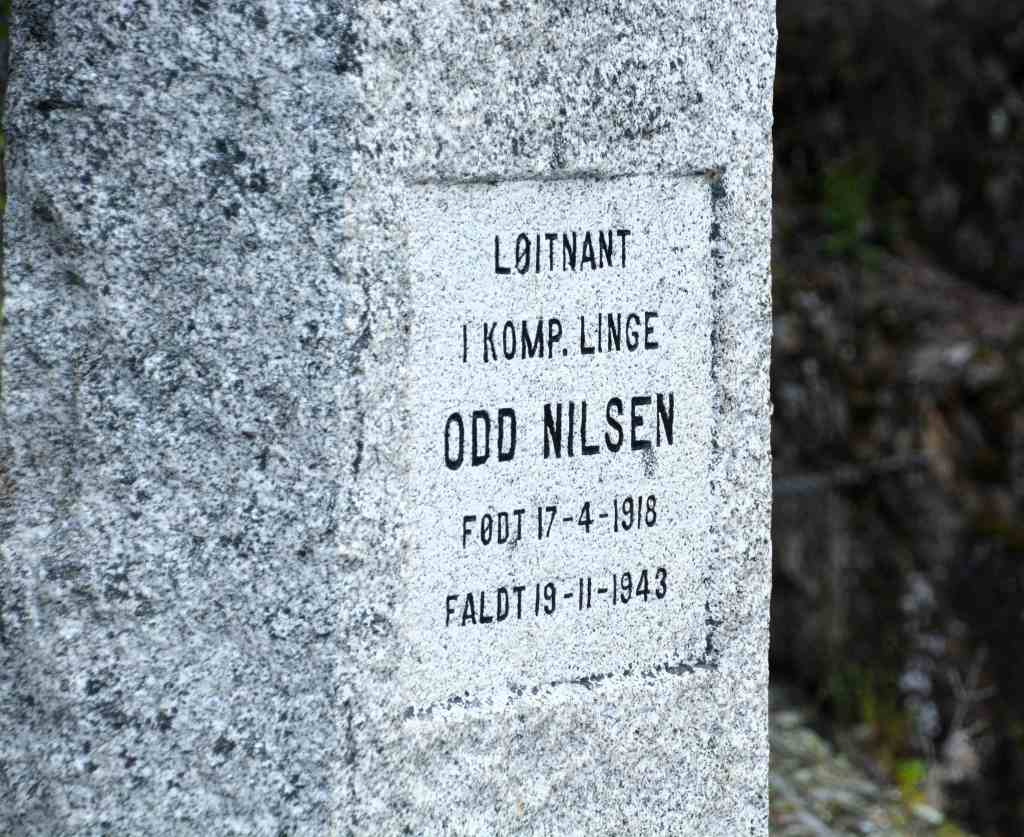 LØITNANT
I KOMP. LINGE
ODD NILSEN
FØDT 17-4-1918
FALDT 19-11-1943